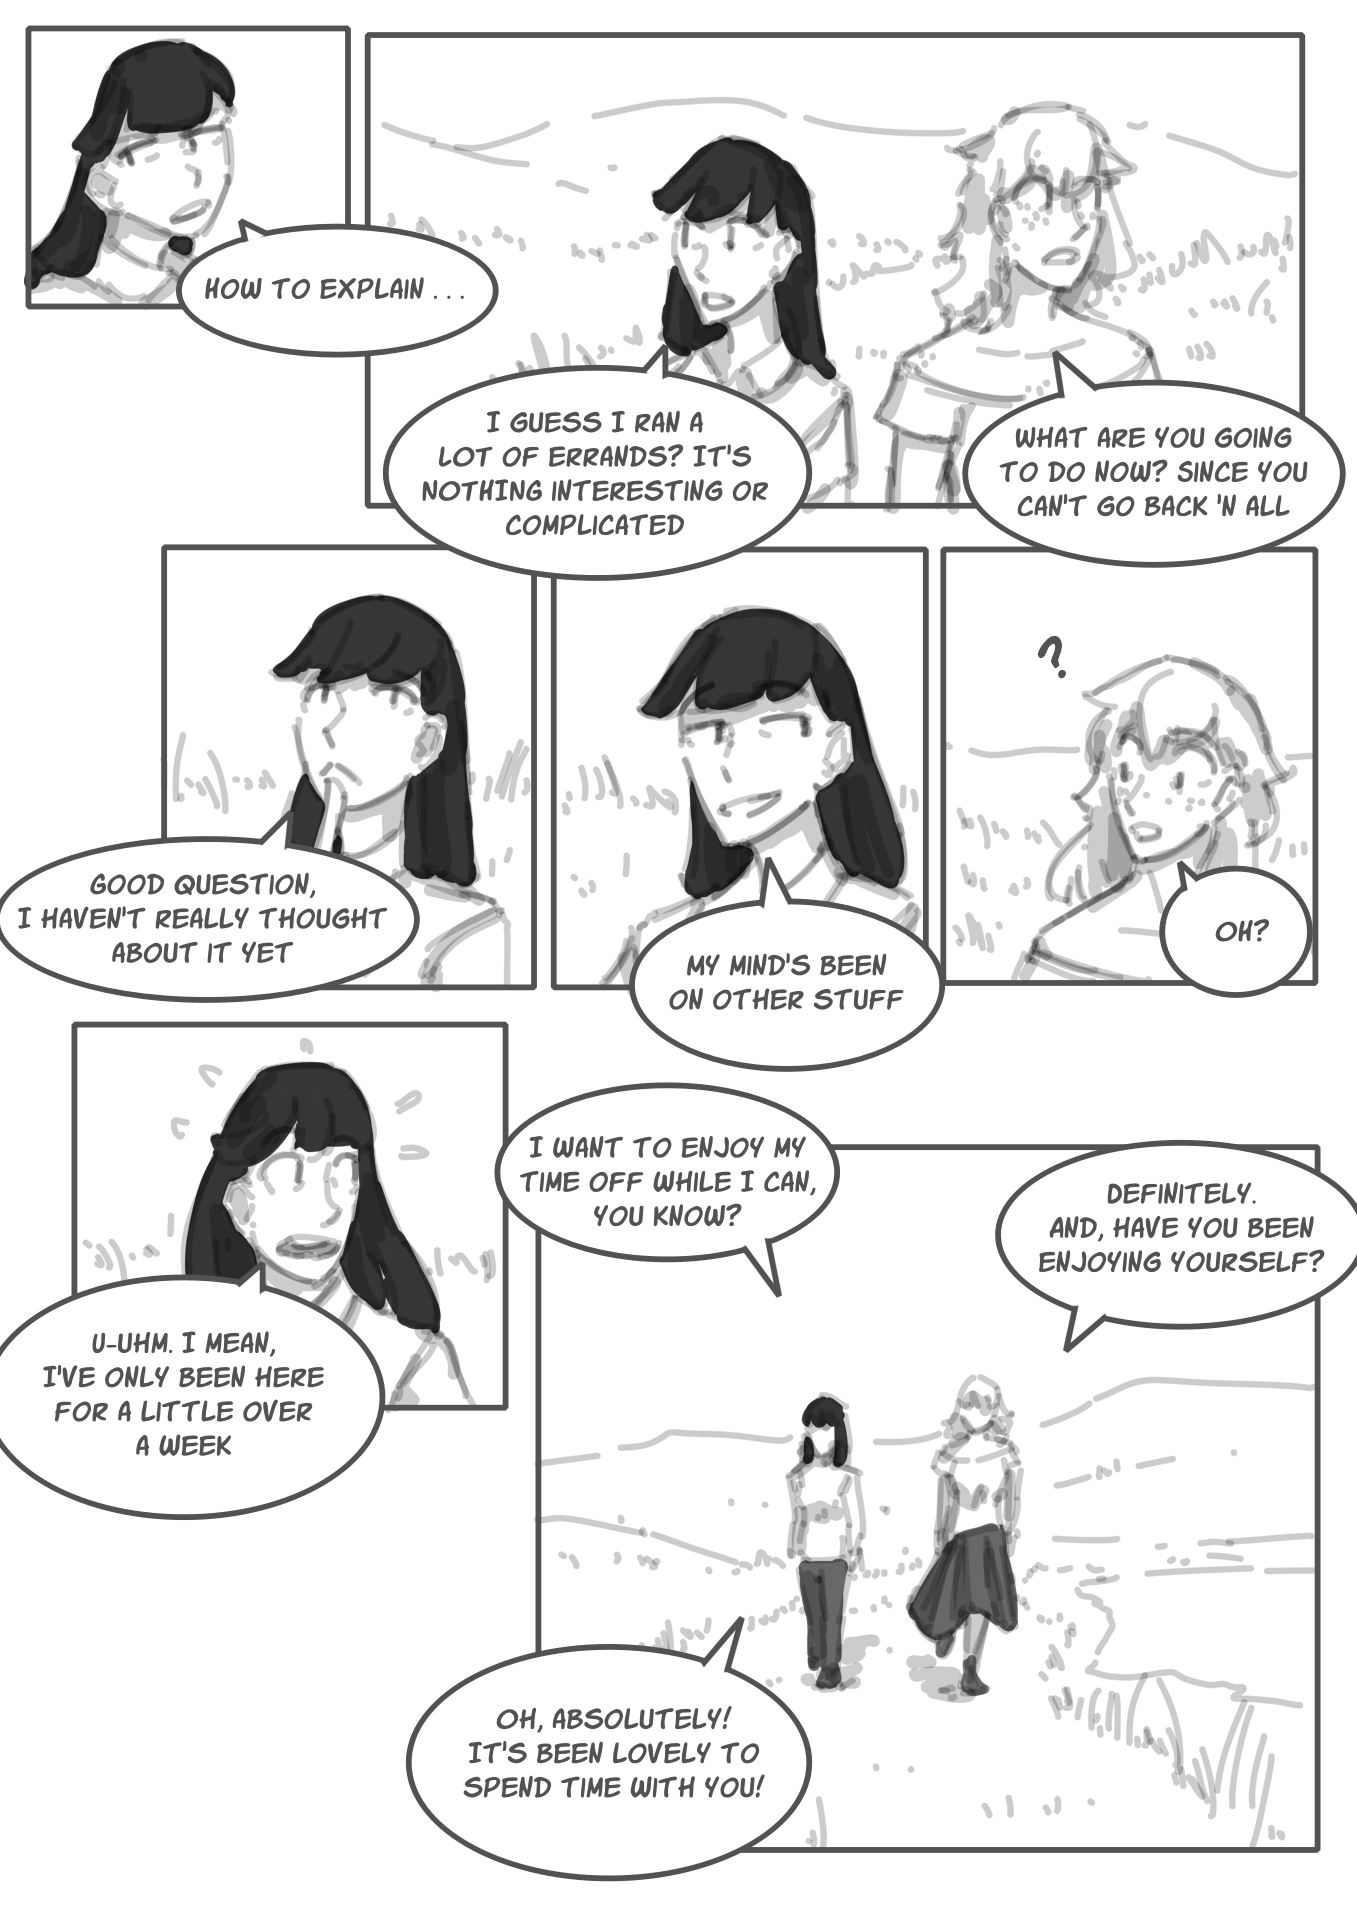 HOW TO EXPLAIN . . .
I GUESS I RAN A
LOT OF ERRANDS? IT'S
NOTHING INTERESTING OR
COMPLICATED
WHAT ARE YOU GOING
TO DO NOW? SINCE YOU
CAN'T GO BACK 'N ALL
GOOD QUESTION,
I HAVEN'T REALLY THOUGHT
ABOUT IT YET
MY MIND'S BEEN
ON OTHER STUFF
?
OH?
U-UHM. I MEAN,
I'VE ONLY BEEN HERE
FOR A LITTLE OVER
A WEEK
I WANT TO ENJOY MY
TIME OFF WHILE I CAN,
YOU KNOW?
DEFINITELY.
AND, HAVE YOU BEEN
ENJOYING YOURSELF?
OH, ABSOLUTELY!
IT'S BEEN LOVELY TO
SPEND TIME WITH YOU!